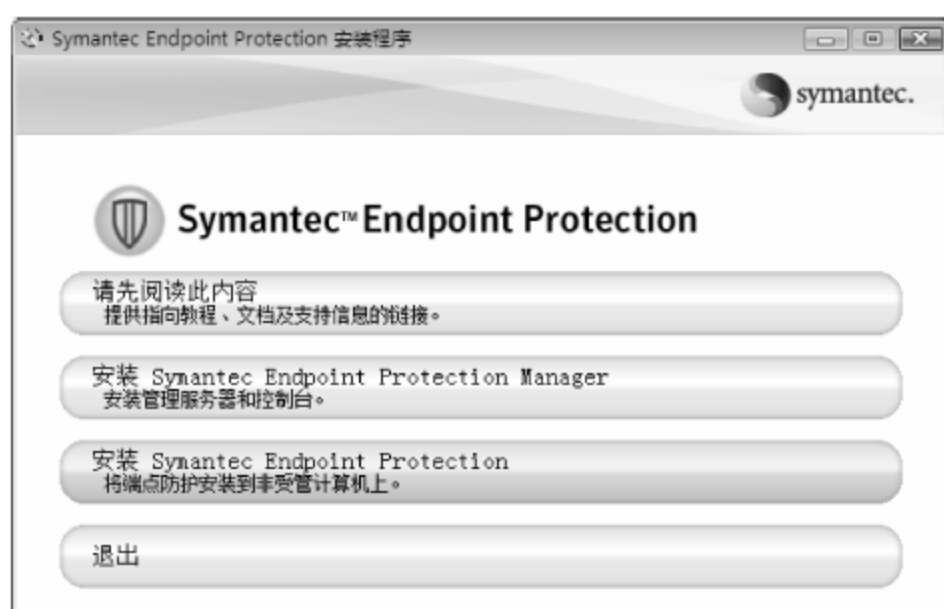 Symantec Endpoint Protection 安装程序
symantec.
Symantec™ Endpoint Protection
请先阅读此内容
提供指向教程、文档及支持信息的链接。
安装 Symantec Endpoint Protection Manager
安装管理服务器和控制台。
安装 Symantec Endpoint Protection
将端点防护安装到非受管计算机上。
退出